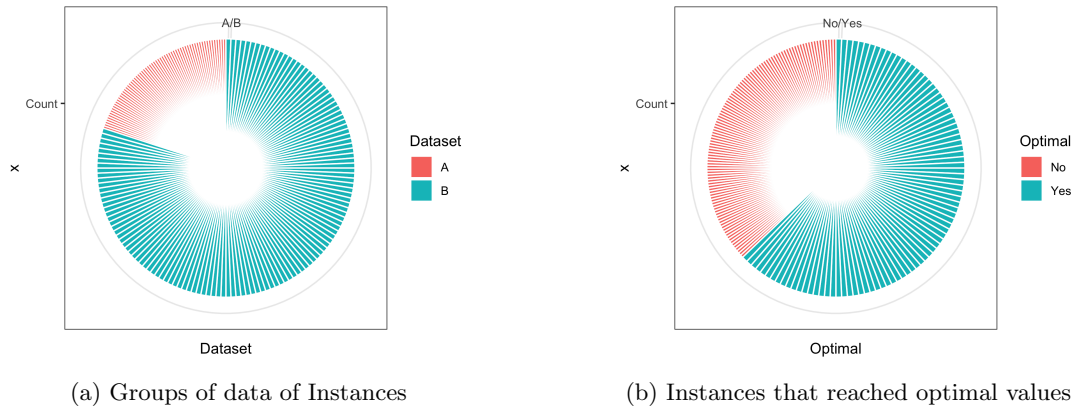 A/B
Count
x
Dataset
A
B
Dataset
(a) Groups of data of Instances
No/Yes
Count
x
Optimal
No
Yes
Optimal
(b) Instances that reached optimal values